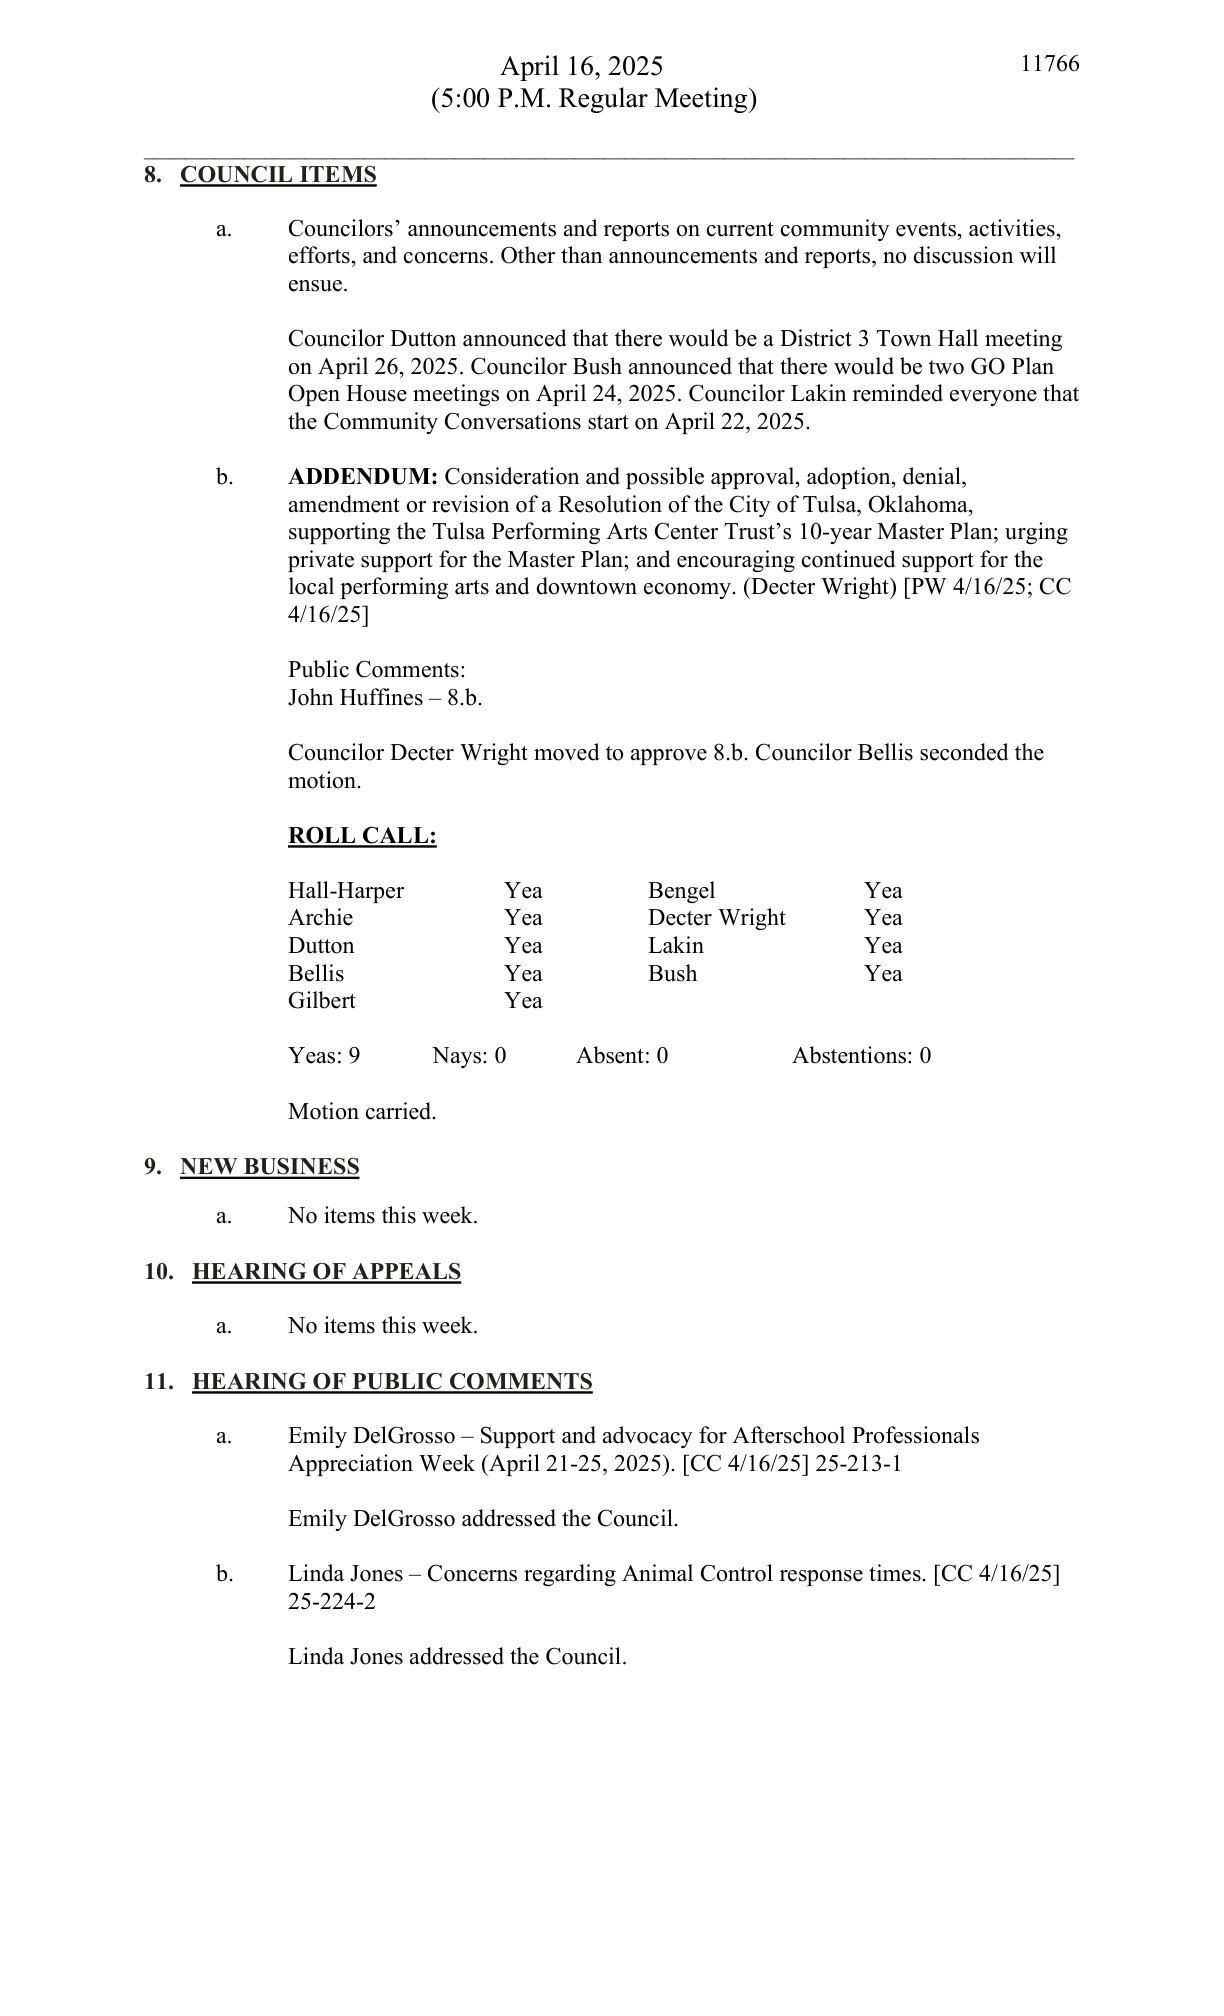 April 16, 2025
11766
(5:00 P.M. Regular Meeting)
8. COUNCIL ITEMS
a. Councilors’ announcements and reports on current community events, activities,
efforts, and concerns. Other than announcements and reports, no discussion will
ensue.
Councilor Dutton announced that there would be a District 3 Town Hall meeting
on April 26, 2025. Councilor Bush announced that there would be two GO Plan
Open House meetings on April 24, 2025. Councilor Lakin reminded everyone that
the Community Conversations start on April 22, 2025.
b. ADDENDUM: Consideration and possible approval, adoption, denial,
amendment or revision of a Resolution of the City of Tulsa, Oklahoma,
supporting the Tulsa Performing Arts Center Trust’s 10-year Master Plan; urging
private support for the Master Plan; and encouraging continued support for the
local performing arts and downtown economy. (Decter Wright) [PW 4/16/25; CC
4/16/25]
Public Comments:
John Huffines – 8.b.
Councilor Decter Wright moved to approve 8.b. Councilor Bellis seconded the
motion.
ROLL CALL:
Hall-Harper Yea Bengel Yea
Archie Yea Decter Wright Yea
Dutton Yea Lakin Yea
Bellis Yea Bush Yea
Gilbert Yea
Yeas: 9 Nays: 0 Absent: 0 Abstentions: 0
Motion carried.
9. NEW BUSINESS
a. No items this week.
10. HEARING OF APPEALS
a. No items this week.
11. HEARING OF PUBLIC COMMENTS
a. Emily DelGrosso – Support and advocacy for Afterschool Professionals
Appreciation Week (April 21-25, 2025). [CC 4/16/25] 25-213-1
Emily DelGrosso addressed the Council.
b. Linda Jones – Concerns regarding Animal Control response times. [CC 4/16/25]
25-224-2
Linda Jones addressed the Council.